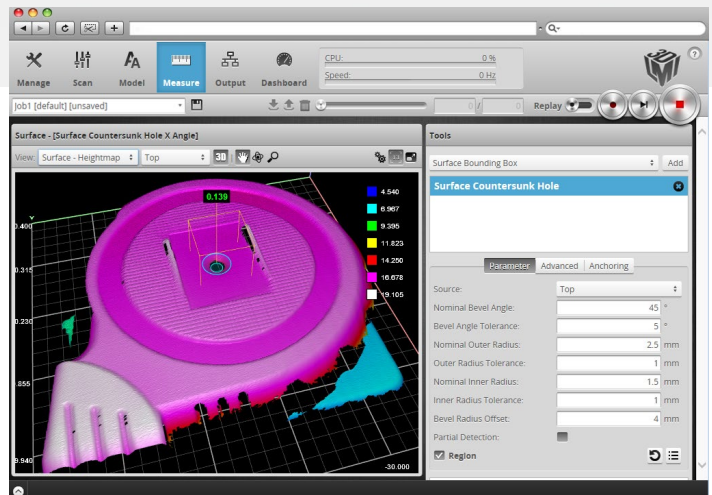 CPU: 0 %
Speed: 0 Hz
Manage Scan Model Measure Output Dashboard
Job1 [default] [unsaved]
0 / 0
Replay
Surface - [Surface Countersunk Hole X Angle]
View: Surface - Heightmap Top 3D
0.139
Y
0.400
0.315
0.230
.855
9.940
-30.000
4.540
6.967
9.395
11.823
14.250
16.678
19.105
Tools
Surface Bounding Box Add
Surface Countersunk Hole
Parameter Advanced Anchoring
Source: Top
Nominal Bevel Angle: 45 °
Bevel Angle Tolerance: 5 °
Nominal Outer Radius: 2.5 mm
Outer Radius Tolerance: 1 mm
Nominal Inner Radius: 1.5 mm
Inner Radius Tolerance: 1 mm
Bevel Radius Offset: 4 mm
Partial Detection:
Region